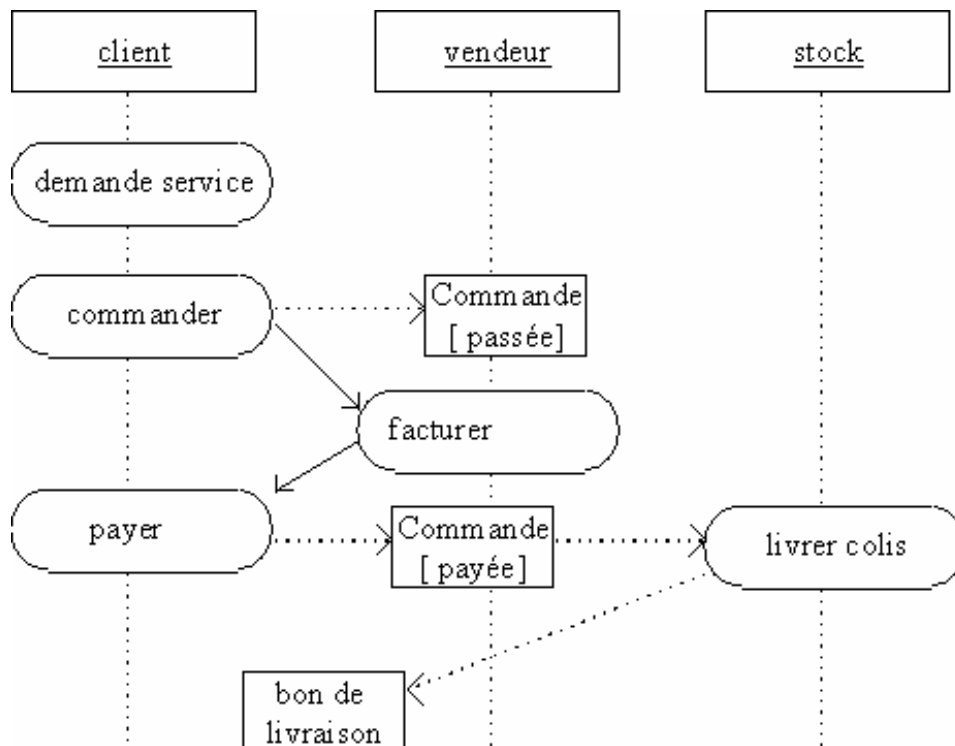 client
vendeur
stock
demande service
commander
Commande
[ passée]
facturer
payer
Commande
[ payée]
livrer colis
bon de
livraison